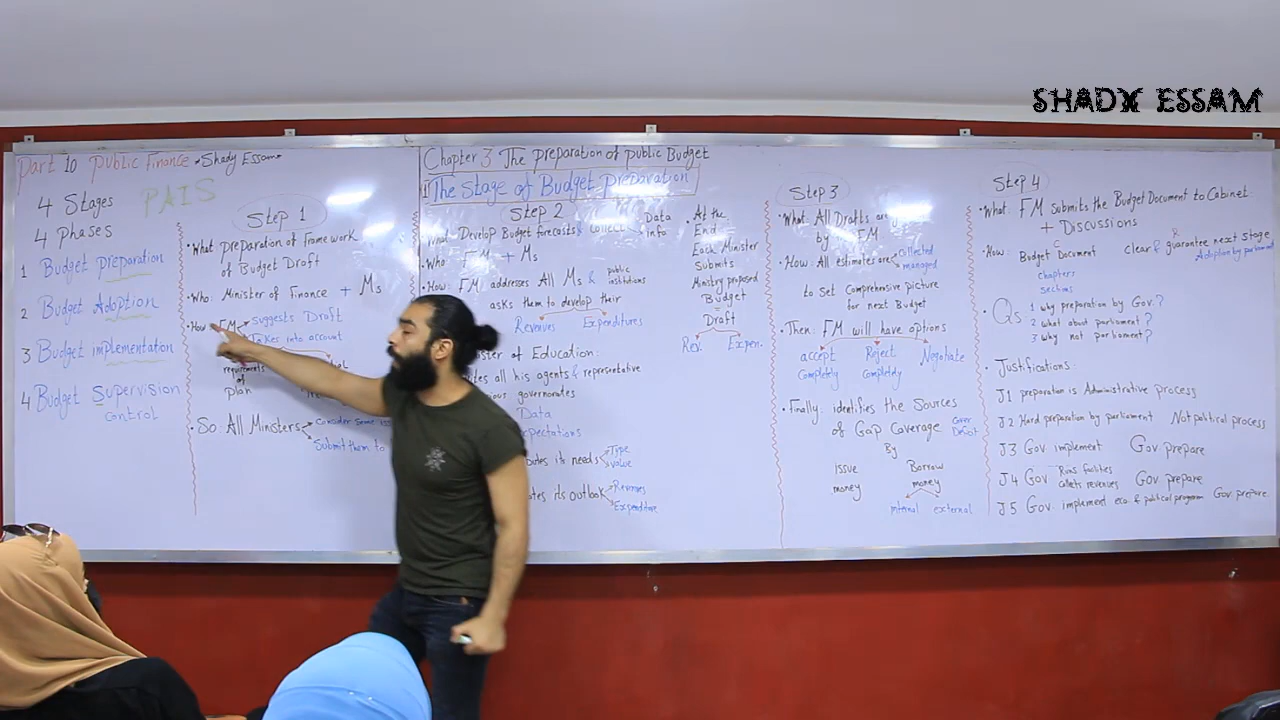 SHADY ESSAM
Part 10 Public Finance • Shady Essam •
PAIS
4 Stages
4 Phases
1 Budget preparation
2 Budget Adoption
3 Budget implementation
4 Budget Supervision
control
Step 1
• What preparation of Framework
of Budget Draft
• Who: Minister of Finance + Ms
• How FM suggests Draft
Takes into account
requirements
of
plan
• So: All Ministers Consider Some
Submit them to
Chapter 3 The preparation of public Budget
1 The Stage of Budget Preparation
Step 2
What: Develop Budget forecasts & collect Data
info.
• Who: FM + Ms
• How: FM addresses All Ms & public
institutions
asks them to develop their
Revenues Expenditures
of Education:
all his agents & representative
governorates
Data
its needs Type
value
its outlook Revenues
Expenditure
• At the
End
Each Minister
Submits
Ministry proposed
Budget
Draft
Rev. Expen.
Step 3
• What: All Drafts
by FM
• How: All estimates are Collected
managed
to set Comprehensive picture
for next Budget
• Then: FM will have options
accept Reject Negotiate
Completely Completely
• Finally: identifies the Sources
of Gap Coverage Cover
Deficit
By
Issue Borrow
money money
internal external
Step 4
• What: FM submits the Budget Document to Cabinet
+ Discussions
• How: Budget Document clear & guarantee next stage
Adoption by parliament
chapters
sections
Qs 1 why preparation by Gov.?
2 what about parliament?
3 why not parliament?
• Justifications:
J1 preparation is Administrative process
J2 Hard preparation by parliament Not political process
J3 Gov implement Gov prepare
J4 Gov Runs facilities Gov prepare
collects revenues
J5 Gov implement eco. & political program Gov prepare.